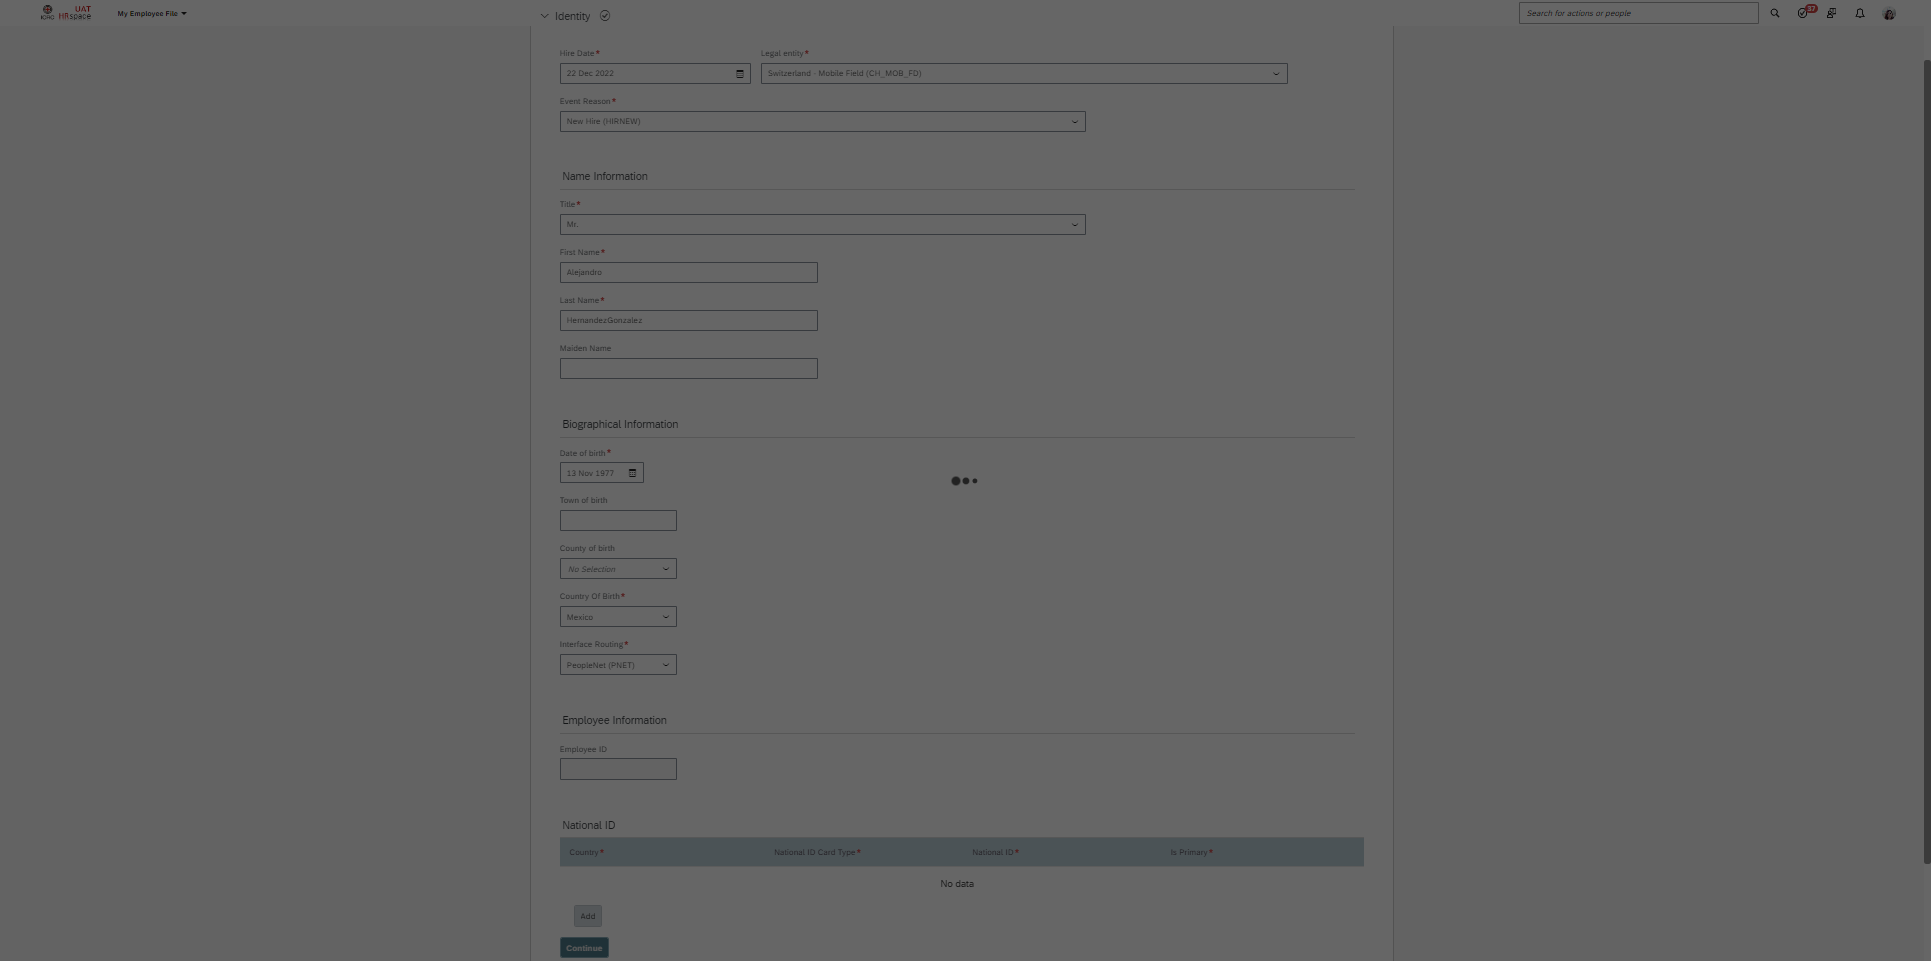 ICRC UAT HRspace
My Employee File
Identity
Search for actions or people
37
Hire Date*
Legal entity*
22 Dec 2022
Switzerland - Mobile Field (CH_MOB_FD)
Event Reason*
New Hire (HIRNEW)
Name Information
Title*
Mr.
First Name*
Alejandro
Last Name*
HernandezGonzalez
Maiden Name
Biographical Information
Date of birth*
13 Nov 1977
Town of birth
County of birth
No Selection
Country Of Birth*
Mexico
Interface Routing*
PeopleNet (PNET)
Employee Information
Employee ID
National ID
Country* National ID Card Type* National ID* Is Primary*
No data
Add
Continue